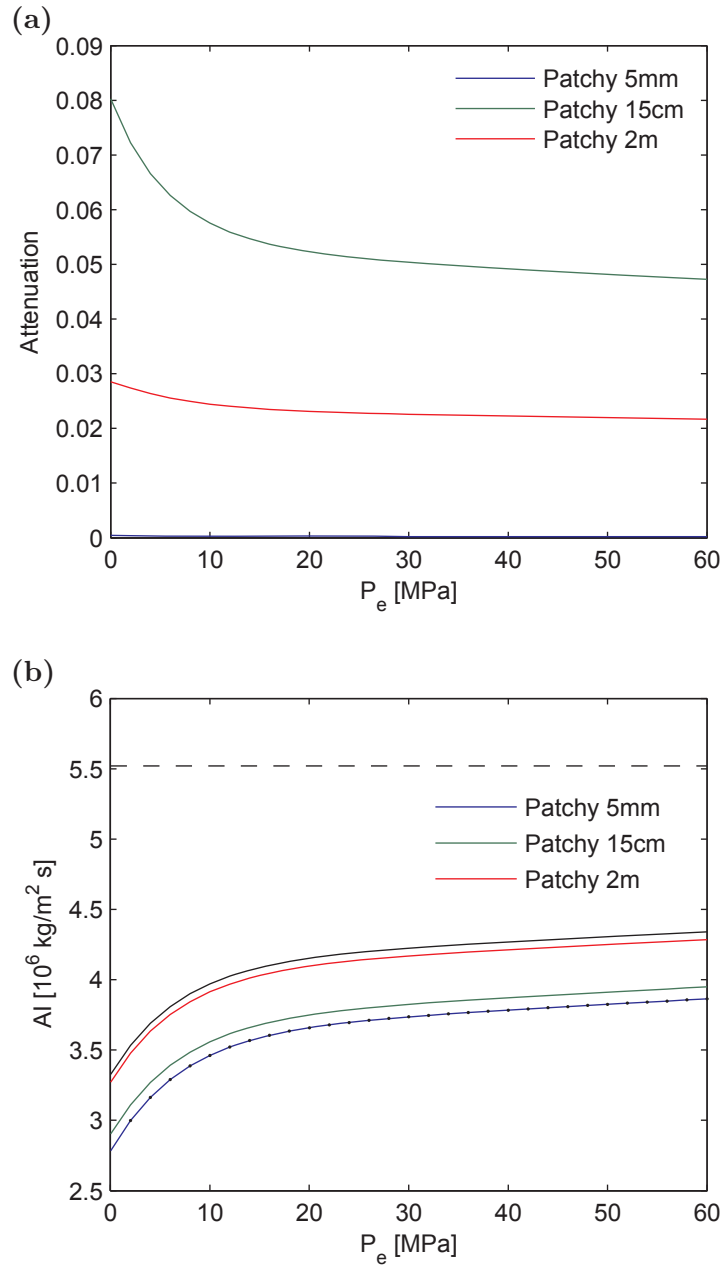 (a)
0.09
0.08
0.07
0.06
0.05
0.04
0.03
0.02
0.01
0
Attenuation
Patchy 5mm
Patchy 15cm
Patchy 2m
0 10 20 30 40 50 60
P_e [MPa]
(b)
6
5.5
5
4.5
4
3.5
3
2.5
AI [10^6 kg/m^2 s]
Patchy 5mm
Patchy 15cm
Patchy 2m
0 10 20 30 40 50 60
P_e [MPa]